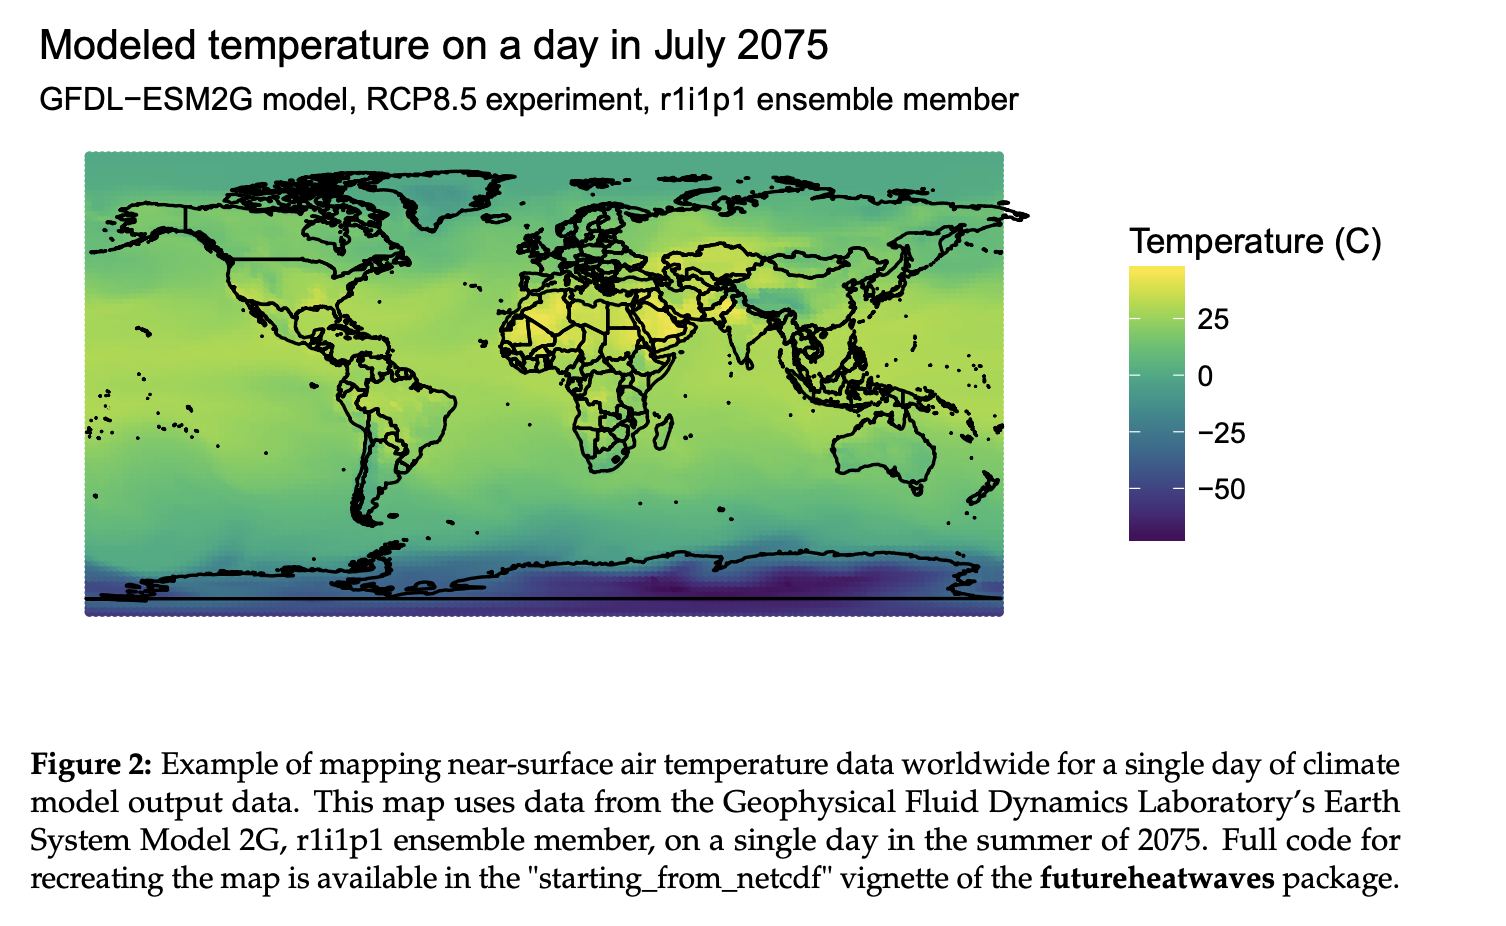 Modeled temperature on a day in July 2075
GFDL−ESM2G model, RCP8.5 experiment, r1i1p1 ensemble member
Temperature (C)
25
0
−25
−50
Figure 2: Example of mapping near-surface air temperature data worldwide for a single day of climate
model output data. This map uses data from the Geophysical Fluid Dynamics Laboratory's Earth
System Model 2G, r1i1p1 ensemble member, on a single day in the summer of 2075. Full code for
recreating the map is available in the "starting_from_netcdf" vignette of the futureheatwaves package.